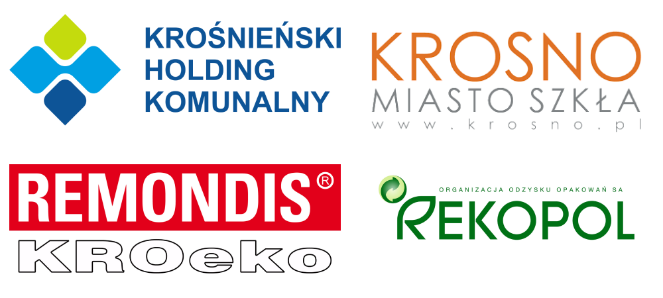 KROŚNIEŃSKI
HOLDING
KOMUNALNY
KROSNO
MIASTO SZKŁA
www.krosno.pl
REMONDIS®
KROeko
ORGANIZACJA ODZYSKU OPAKOWAŃ SA
REKOPOL